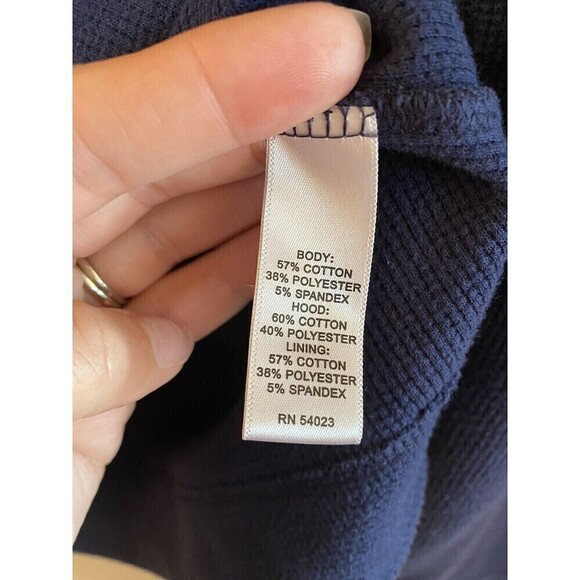 BODY:
57% COTTON
38% POLYESTER
5% SPANDEX
HOOD:
60% COTTON
40% POLYESTER
LINING:
57% COTTON
38% POLYESTER
5% SPANDEX
RN 54023